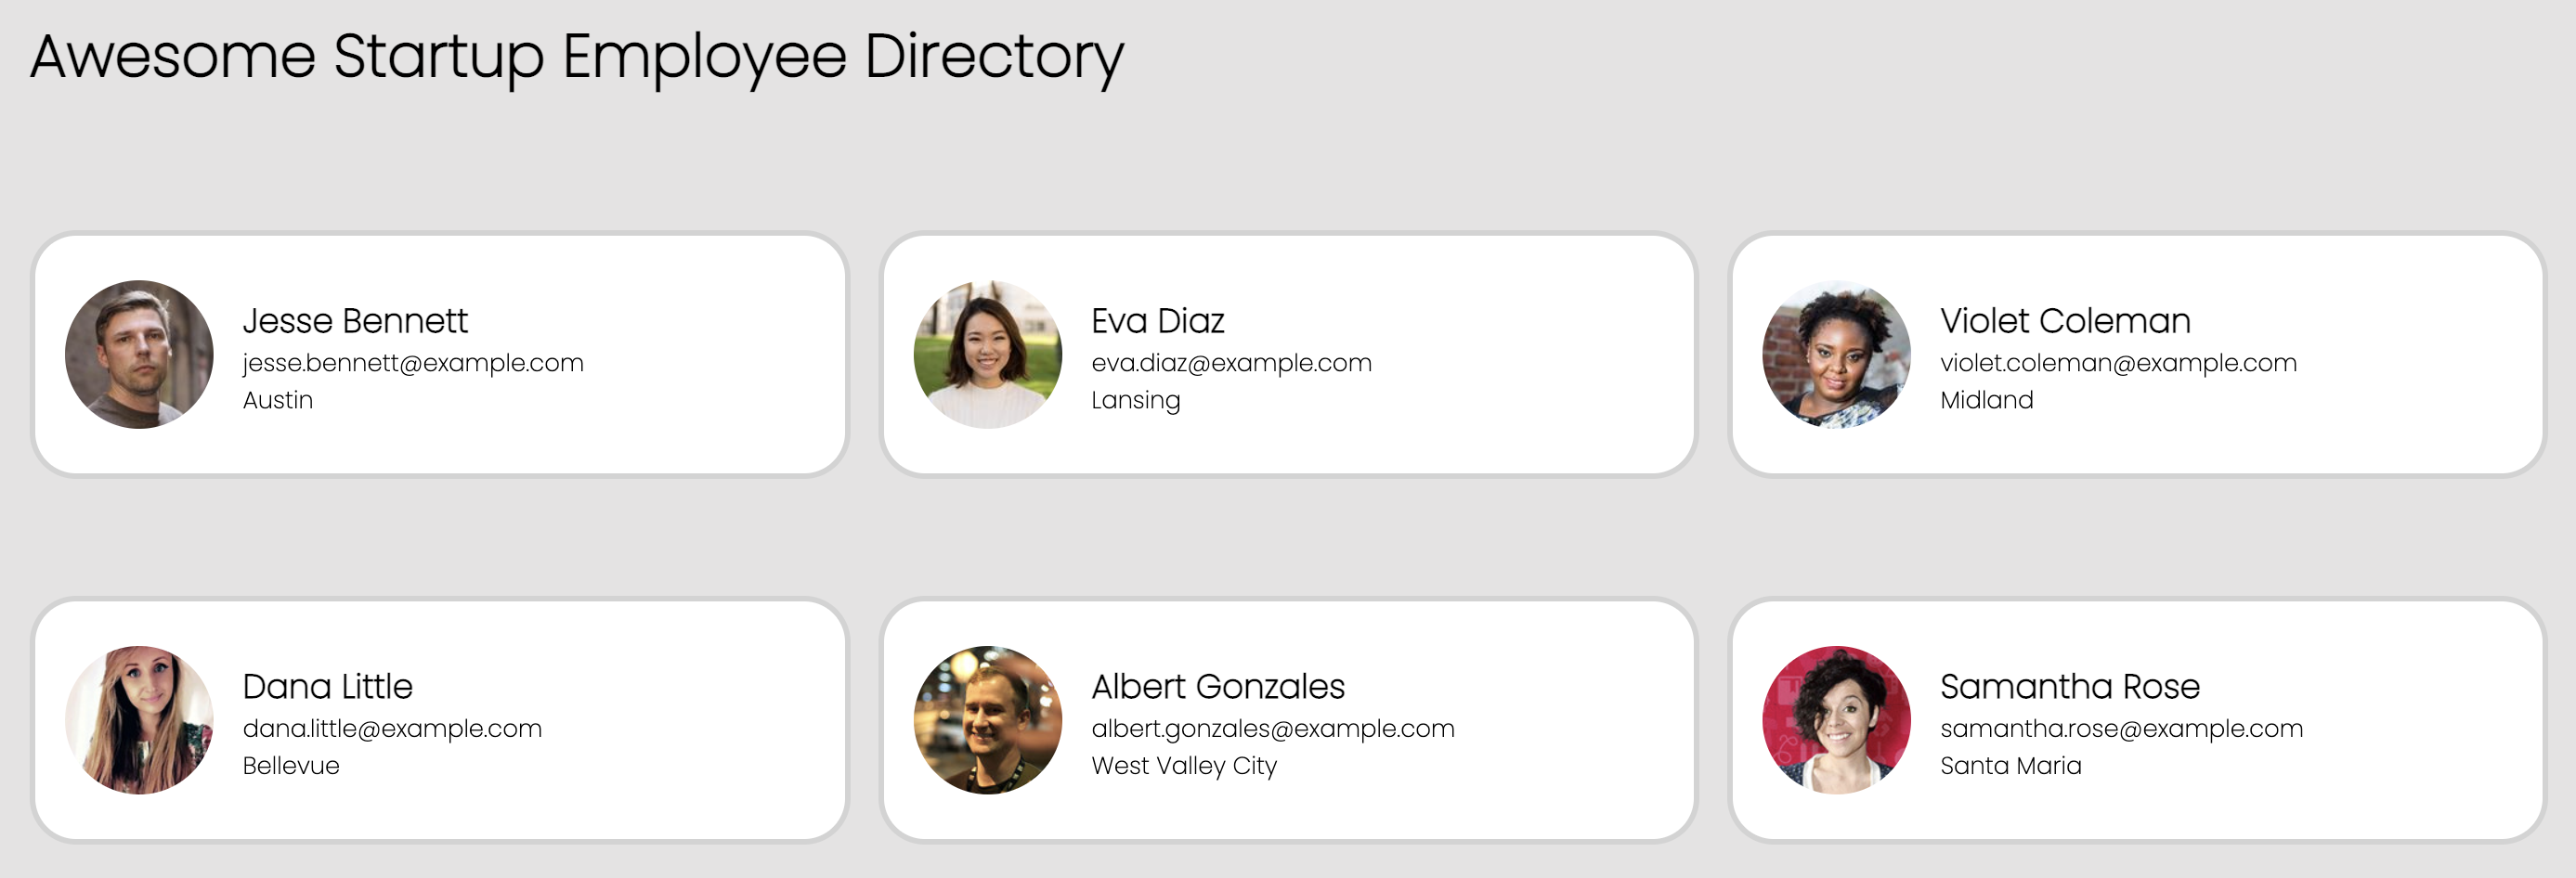 Awesome Startup Employee Directory
Jesse Bennett
jesse.bennett@example.com
Austin
Eva Diaz
eva.diaz@example.com
Lansing
Violet Coleman
violet.coleman@example.com
Midland
Dana Little
dana.little@example.com
Bellevue
Albert Gonzales
albert.gonzales@example.com
West Valley City
Samantha Rose
samantha.rose@example.com
Santa Maria